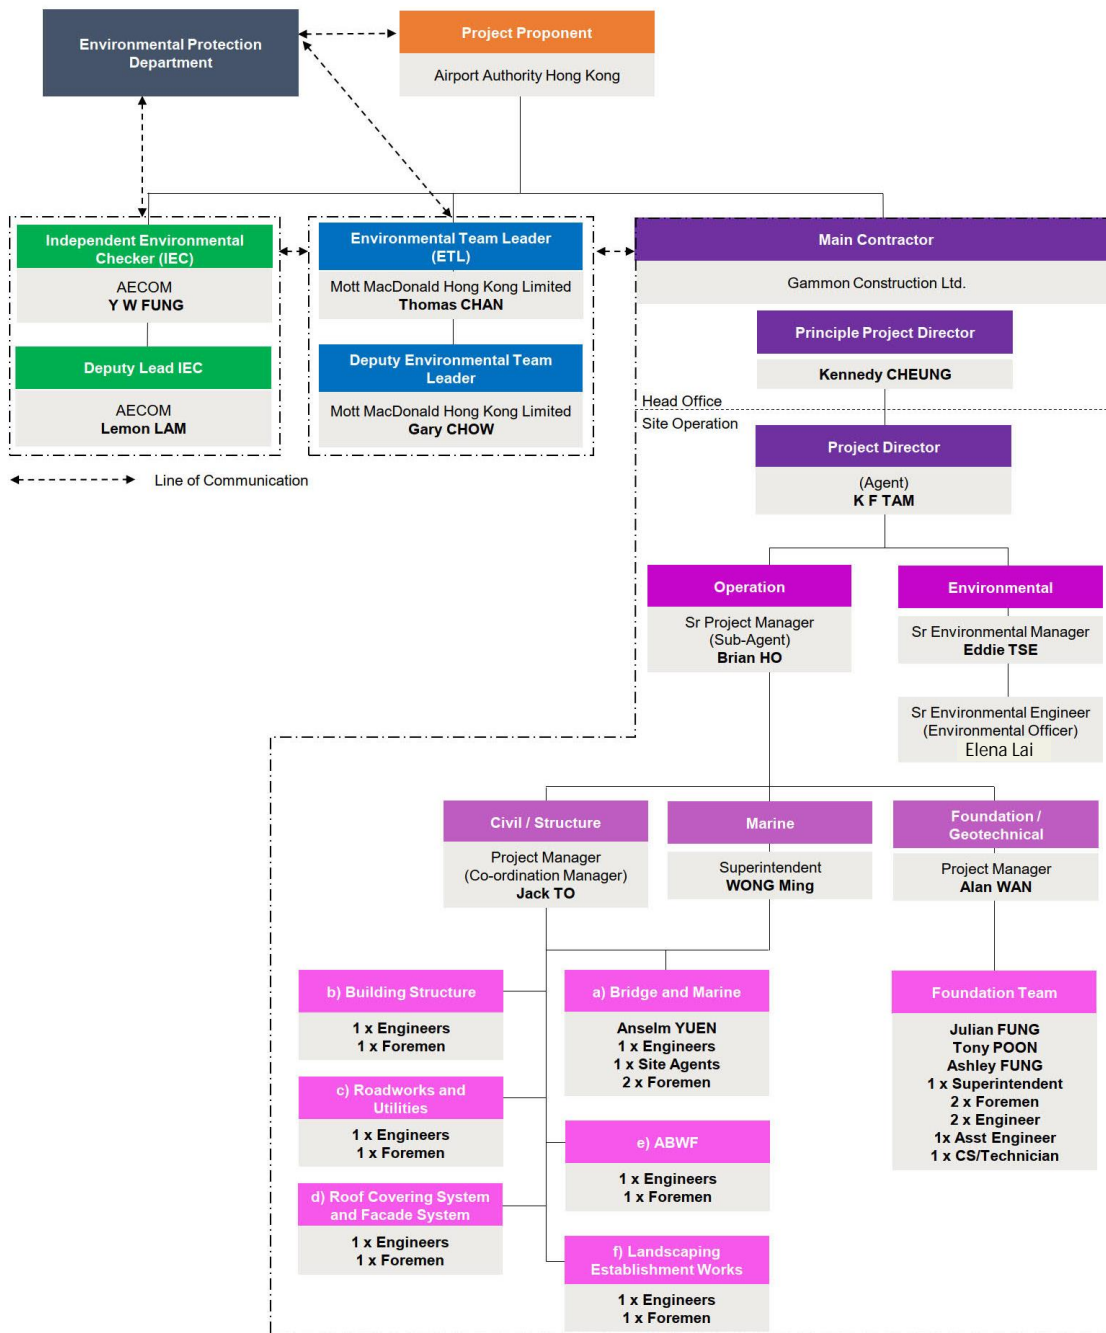 Environmental Protection
Department
Project Proponent
Airport Authority Hong Kong
Independent Environmental
Checker (IEC)
AECOM
Y W FUNG
Deputy Lead IEC
AECOM
Lemon LAM
Environmental Team Leader
(ETL)
Mott MacDonald Hong Kong Limited
Thomas CHAN
Deputy Environmental Team
Leader
Mott MacDonald Hong Kong Limited
Gary CHOW
Line of Communication
Main Contractor
Gammon Construction Ltd.
Principle Project Director
Kennedy CHEUNG
Head Office
Site Operation
Project Director
(Agent)
K F TAM
Operation
Sr Project Manager
(Sub-Agent)
Brian HO
Environmental
Sr Environmental Manager
Eddie TSE
Sr Environmental Engineer
(Environmental Officer)
Elena Lai
Civil / Structure
Project Manager
(Co-ordination Manager)
Jack TO
Marine
Superintendent
WONG Ming
Foundation /
Geotechnical
Project Manager
Alan WAN
b) Building Structure
1 x Engineers
1 x Foremen
a) Bridge and Marine
Anselm YUEN
1 x Engineers
1 x Site Agents
2 x Foremen
Foundation Team
Julian FUNG
Tony POON
Ashley FUNG
1 x Superintendent
2 x Foremen
2 x Engineer
1x Asst Engineer
1 x CS/Technician
c) Roadworks and
Utilities
1 x Engineers
1 x Foremen
e) ABWF
1 x Engineers
1 x Foremen
d) Roof Covering System
and Facade System
1 x Engineers
1 x Foremen
f) Landscaping
Establishment Works
1 x Engineers
1 x Foremen